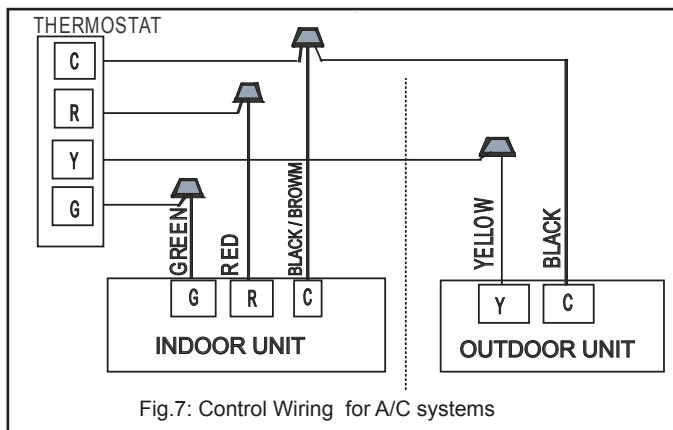 THERMOSTAT
C
R
Y
G
GREEN
RED
BLACK / BROWM
YELLOW
BLACK
G R C
Y C
INDOOR UNIT
OUTDOOR UNIT
Fig.7: Control Wiring for A/C systems